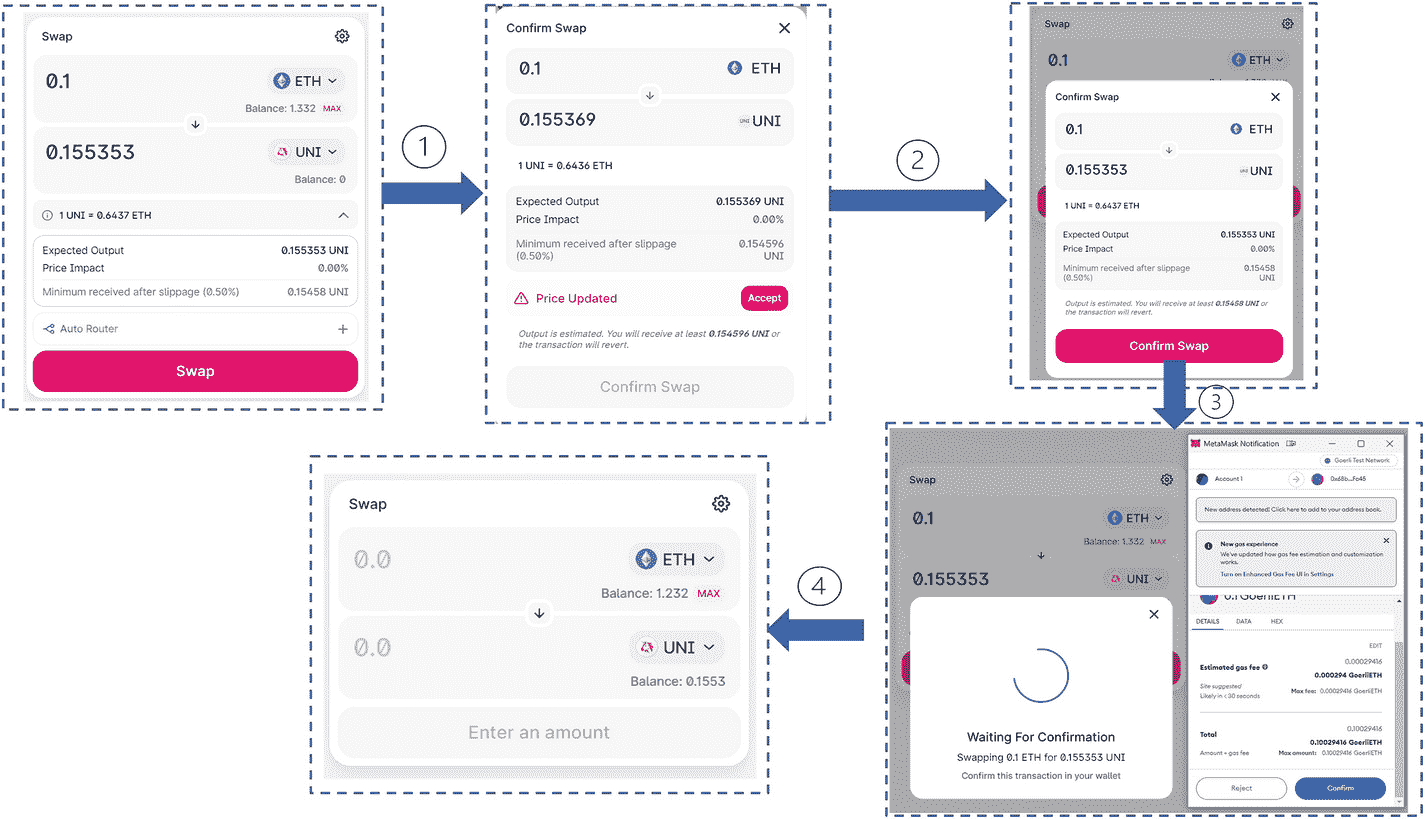 Swap
0.1
ETH
Balance: 1.332 MAX
0.155353
UNI
Balance: 0
1 UNI = 0.6437 ETH
Expected Output 0.155353 UNI
Price Impact 0.00%
Minimum received after slippage (0.50%) 0.15458 UNI
Auto Router
Swap
1
Confirm Swap
0.1 ETH
0.155369 UNI
1 UNI = 0.6436 ETH
Expected Output 0.155369 UNI
Price Impact 0.00%
Minimum received after slippage 0.154596
(0.50%) UNI
Price Updated Accept
Output is estimated. You will receive at least 0.154596 UNI or
the transaction will revert.
Confirm Swap
2
Swap
0.1 ETH
Confirm Swap
0.1 ETH
0.155353 UNI
1 UNI = 0.6437 ETH
Expected Output 0.155353 UNI
Price Impact 0.00%
Minimum received after slippage 0.15458
(0.50%) UNI
Output is estimated. You will receive at least 0.15458 UNI or
the transaction will revert.
Confirm Swap
3
Swap
0.1 ETH
Balance: 1.332 MAX
0.155353 UNI
Waiting For Confirmation
Swapping 0.1 ETH for 0.155353 UNI
Confirm this transaction in your wallet
MetaMask Notification
Goerli Test Network
Account 1 0x68b...Fc45
New address detected! Click here to add to your address book.
New gas experience
We've updated how gas fee estimation and customization
works.
Turn on Enhanced Gas Fee UI in Settings
0.1 GoerliETH
DETAILS DATA HEX
EDIT
0.00029416
Estimated gas fee 0.000294 GoerliETH
Site suggested
Likely in < 30 seconds Max fee: 0.00029416 GoerliETH
0.10029416
Total 0.10029416 GoerliETH
Amount + gas fee Max amount: 0.10029416 GoerliETH
Reject Confirm
4
Swap
0.0 ETH
Balance: 1.232 MAX
0.0 UNI
Balance: 0.1553
Enter an amount